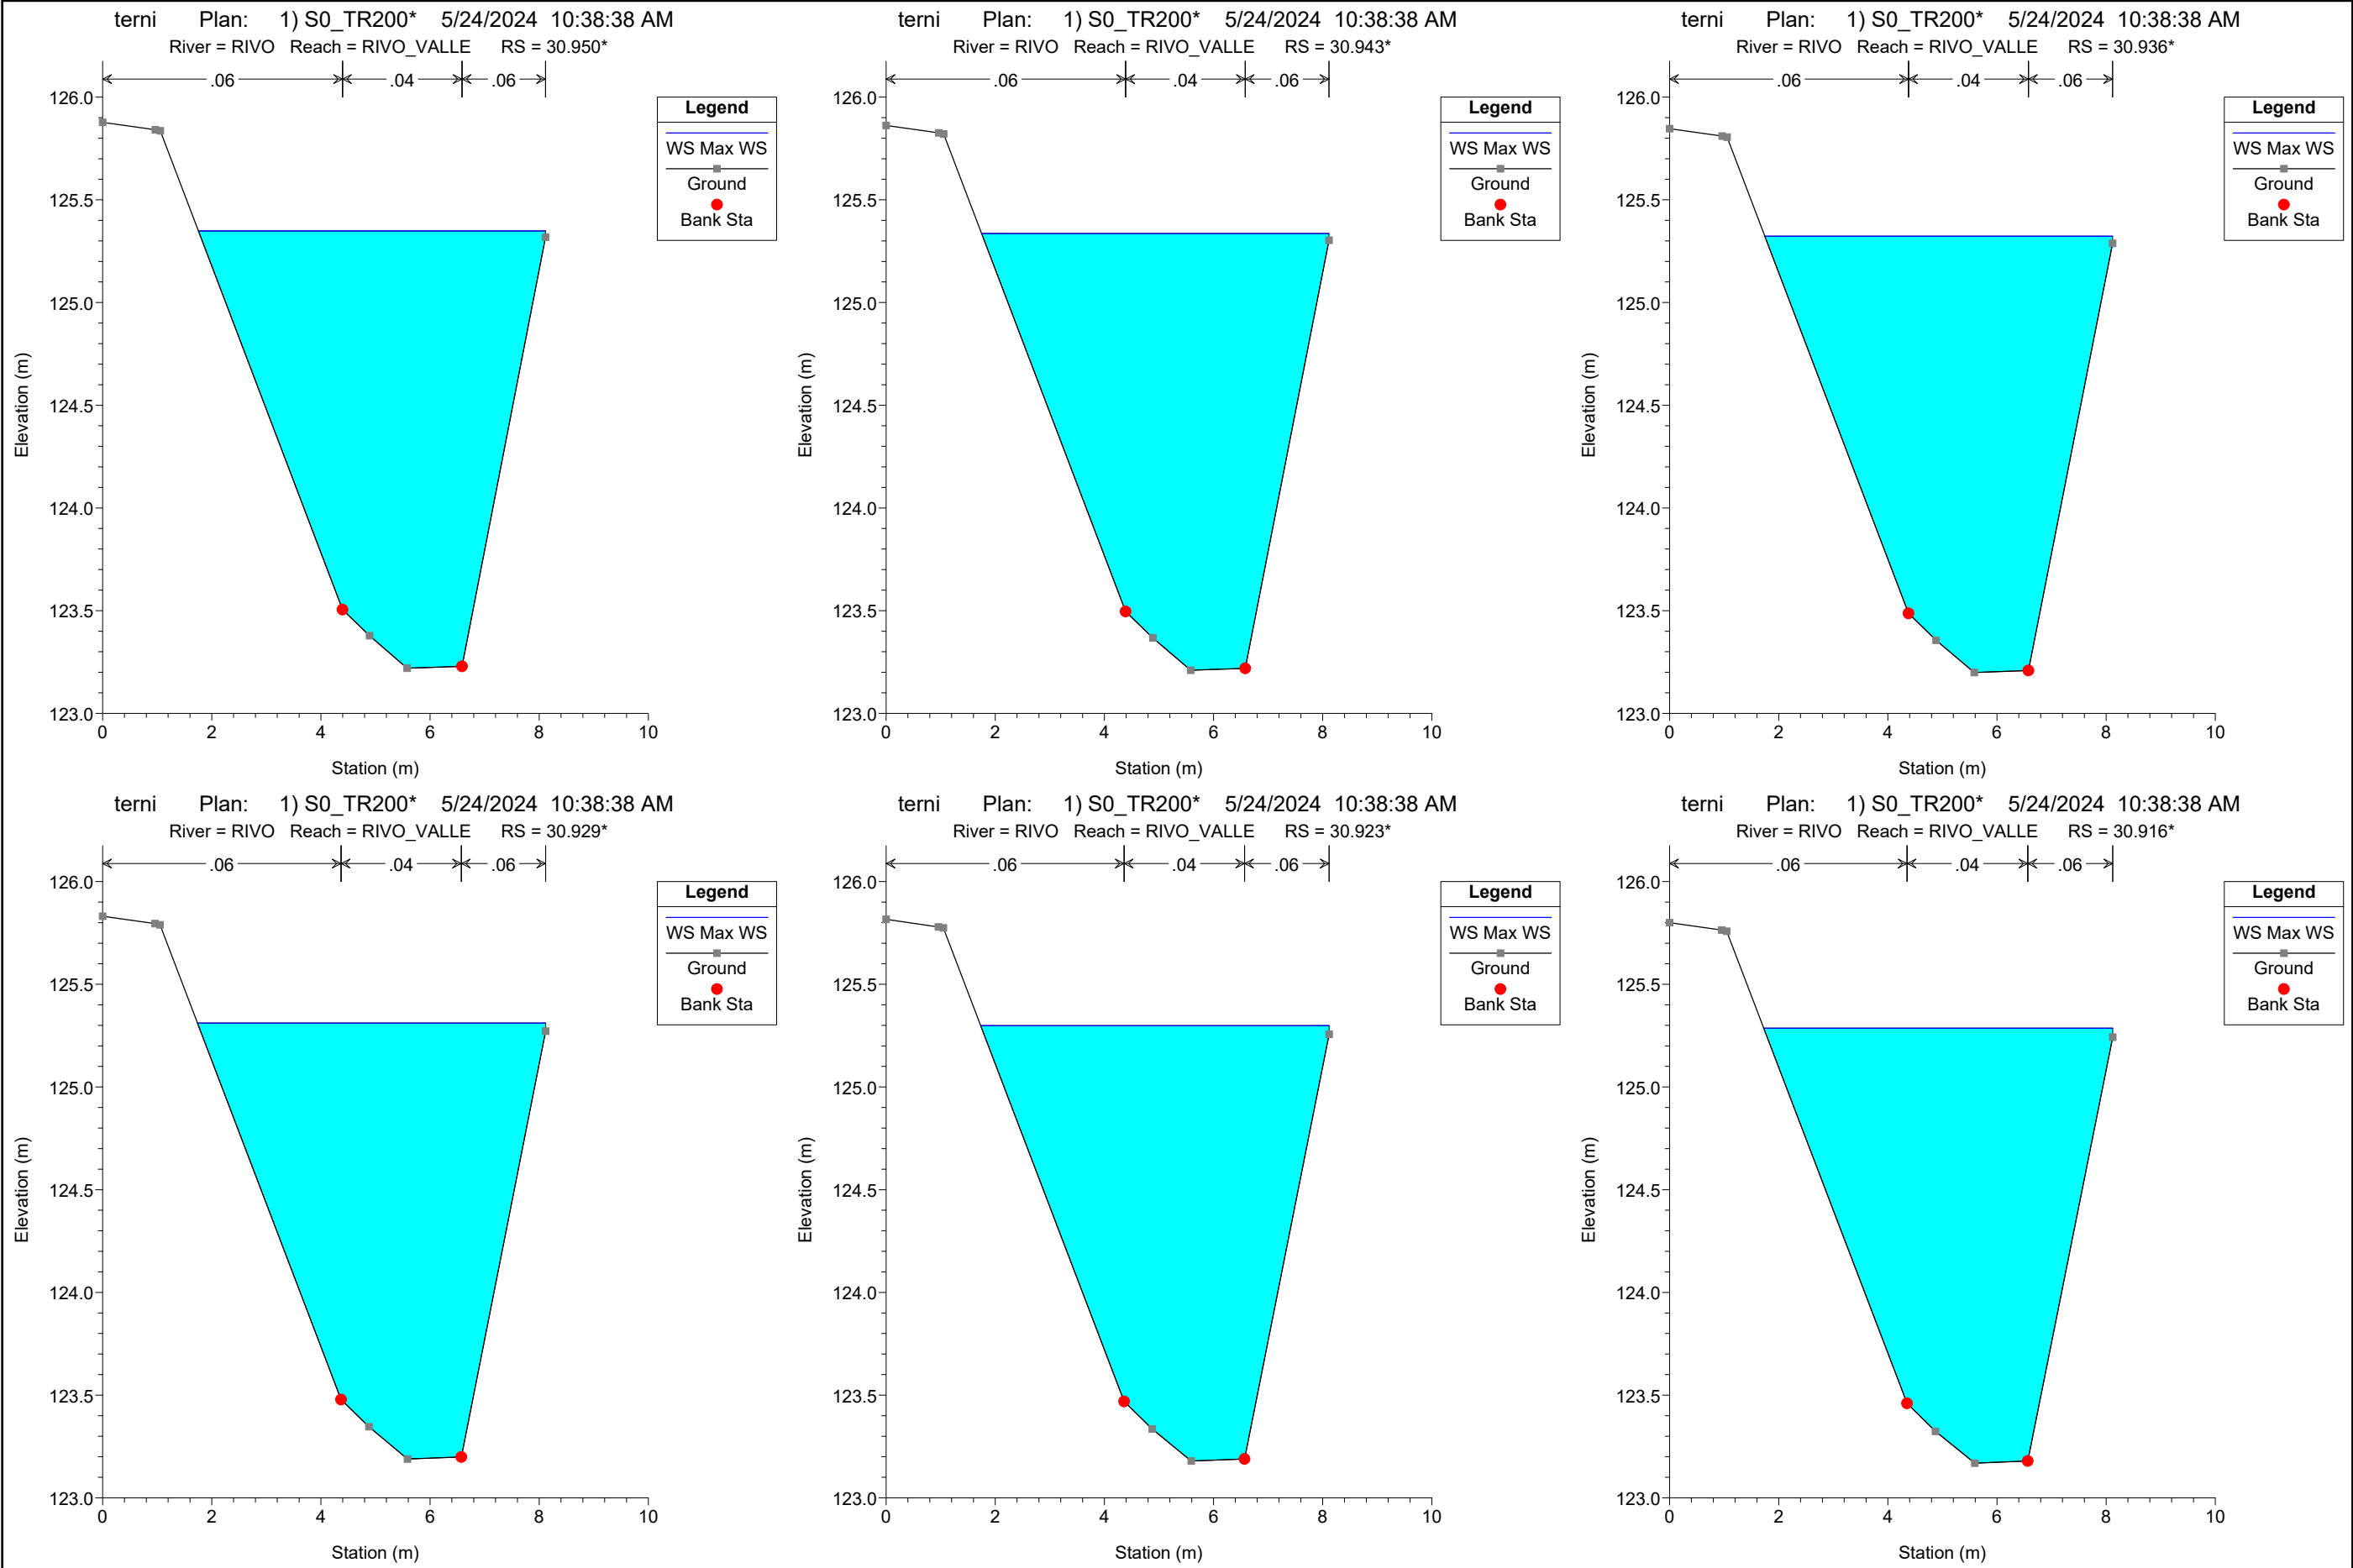 terni Plan: 1) S0_TR200* 5/24/2024 10:38:38 AM
River = RIVO Reach = RIVO_VALLE RS = 30.950*
.06 .04 .06
Legend
WS Max WS
Ground
Bank Sta
126.0
125.5
125.0
124.5
124.0
123.5
123.0
Elevation (m)
0 2 4 6 8 10
Station (m)
terni Plan: 1) S0_TR200* 5/24/2024 10:38:38 AM
River = RIVO Reach = RIVO_VALLE RS = 30.943*
.06 .04 .06
Legend
WS Max WS
Ground
Bank Sta
126.0
125.5
125.0
124.5
124.0
123.5
123.0
Elevation (m)
0 2 4 6 8 10
Station (m)
terni Plan: 1) S0_TR200* 5/24/2024 10:38:38 AM
River = RIVO Reach = RIVO_VALLE RS = 30.936*
.06 .04 .06
Legend
WS Max WS
Ground
Bank Sta
126.0
125.5
125.0
124.5
124.0
123.5
123.0
Elevation (m)
0 2 4 6 8 10
Station (m)
terni Plan: 1) S0_TR200* 5/24/2024 10:38:38 AM
River = RIVO Reach = RIVO_VALLE RS = 30.929*
.06 .04 .06
Legend
WS Max WS
Ground
Bank Sta
126.0
125.5
125.0
124.5
124.0
123.5
123.0
Elevation (m)
0 2 4 6 8 10
Station (m)
terni Plan: 1) S0_TR200* 5/24/2024 10:38:38 AM
River = RIVO Reach = RIVO_VALLE RS = 30.923*
.06 .04 .06
Legend
WS Max WS
Ground
Bank Sta
126.0
125.5
125.0
124.5
124.0
123.5
123.0
Elevation (m)
0 2 4 6 8 10
Station (m)
terni Plan: 1) S0_TR200* 5/24/2024 10:38:38 AM
River = RIVO Reach = RIVO_VALLE RS = 30.916*
.06 .04 .06
Legend
WS Max WS
Ground
Bank Sta
126.0
125.5
125.0
124.5
124.0
123.5
123.0
Elevation (m)
0 2 4 6 8 10
Station (m)